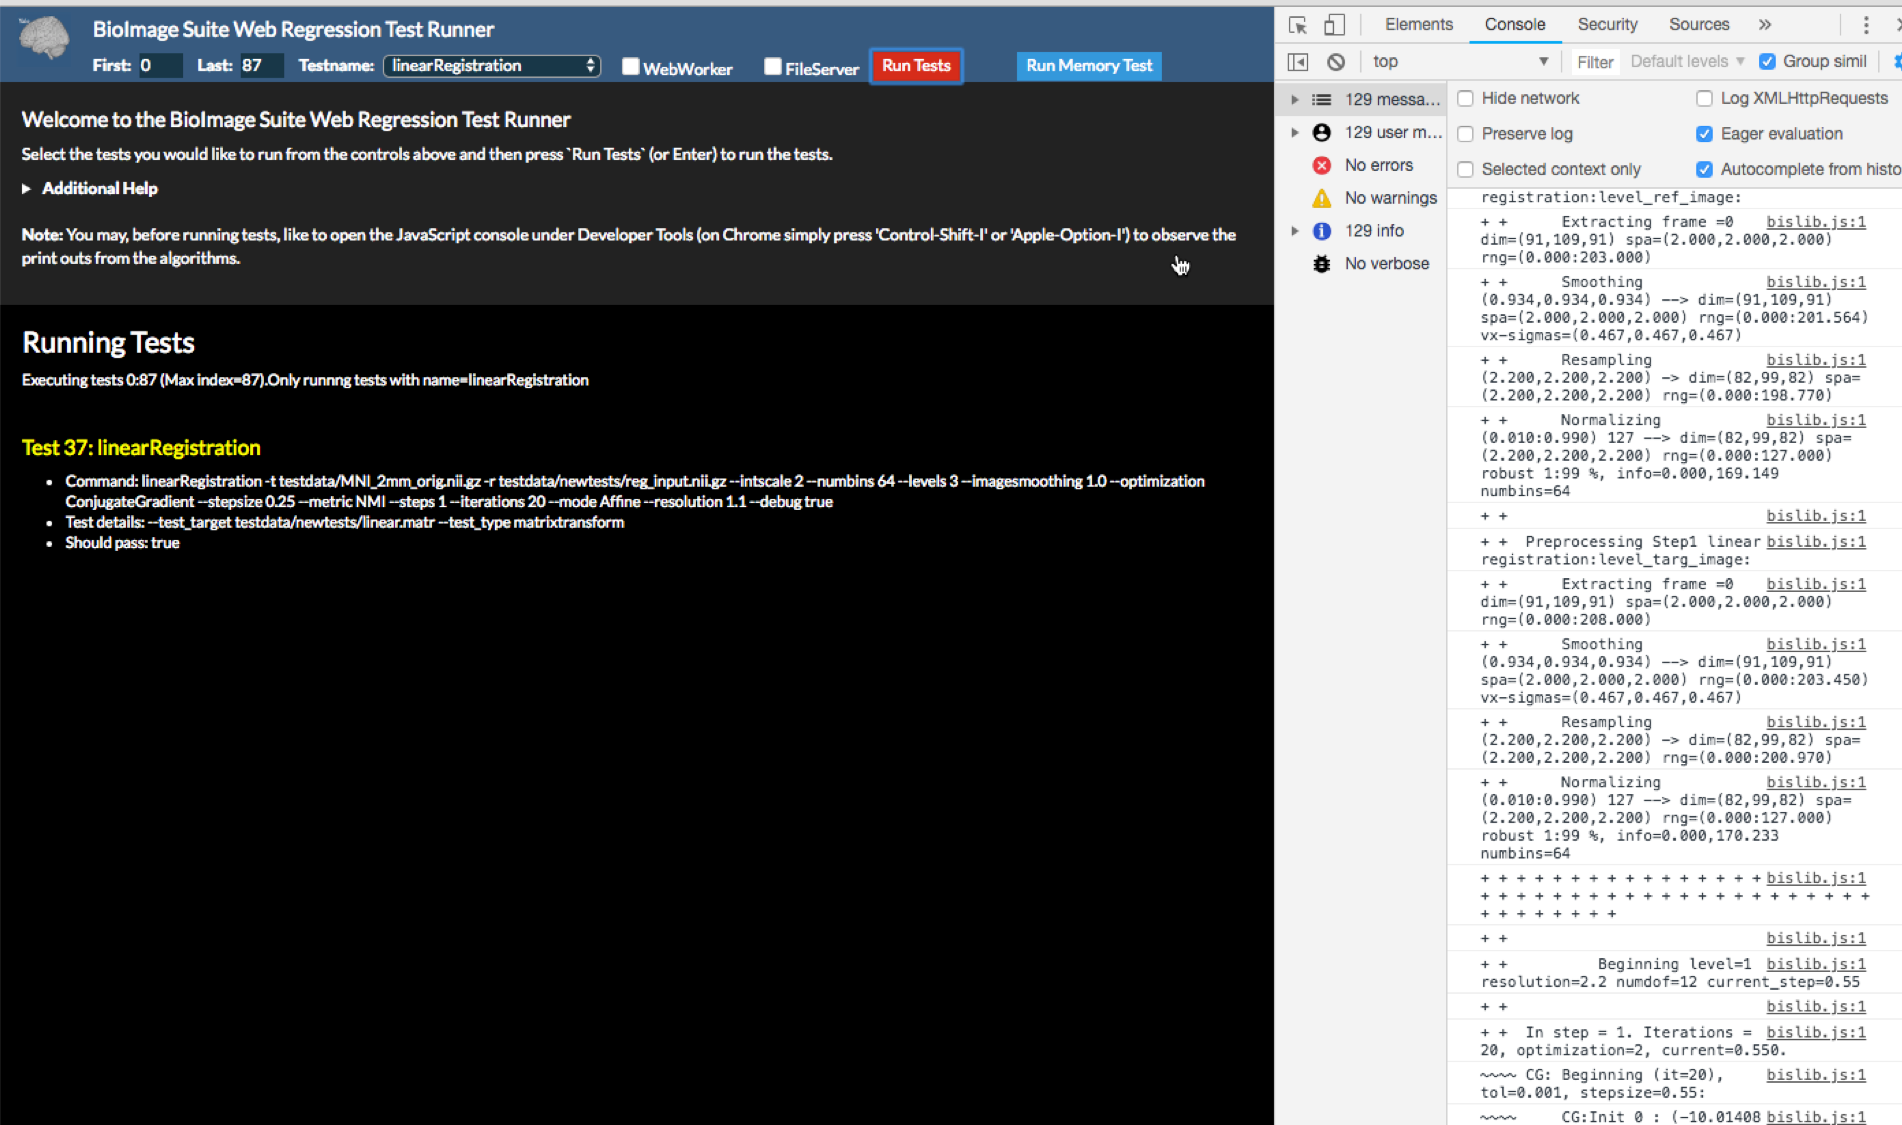 BioImage Suite Web Regression Test Runner
First: 0 Last: 87 Testname: linearRegistration WebWorker FileServer Run Tests Run Memory Test
Welcome to the BioImage Suite Web Regression Test Runner
Select the tests you would like to run from the controls above and then press `Run Tests` (or Enter) to run the tests.
Additional Help
Note: You may, before running tests, like to open the JavaScript console under Developer Tools (on Chrome simply press 'Control-Shift-I' or 'Apple-Option-I') to observe the
print outs from the algorithms.
Running Tests
Executing tests 0:87 (Max index=87).Only runnng tests with name=linearRegistration
Test 37: linearRegistration
• Command: linearRegistration -t testdata/MNI_2mm_orig.nii.gz -r testdata/newtests/reg_input.nii.gz --intscale 2 --numbins 64 --levels 3 --imagesmoothing 1.0 --optimization
ConjugateGradient --stepsize 0.25 --metric NMI --steps 1 --iterations 20 --mode Affine --resolution 1.1 --debug true
• Test details: --test_target testdata/newtests/linear.matr --test_type matrixtransform
• Should pass: true
Elements Console Security Sources »
top Filter Default levels ▼ Group simil
129 messa...
129 user m...
No errors
No warnings
129 info
No verbose
Hide network Log XMLHttpRequests
Preserve log Eager evaluation
Selected context only Autocomplete from histo
registration:level_ref_image:
+ + Extracting frame =0 bislib.js:1
dim=(91,109,91) spa=(2.000,2.000,2.000)
rng=(0.000:203.000)
+ + Smoothing bislib.js:1
(0.934,0.934,0.934) --> dim=(91,109,91)
spa=(2.000,2.000,2.000) rng=(0.000:201.564)
vx-sigmas=(0.467,0.467,0.467)
+ + Resampling bislib.js:1
(2.200,2.200,2.200) -> dim=(82,99,82) spa=
(2.200,2.200,2.200) rng=(0.000:198.770)
+ + Normalizing bislib.js:1
(0.010:0.990) 127 --> dim=(82,99,82) spa=
(2.200,2.200,2.200) rng=(0.000:127.000)
robust 1:99 %, info=0.000,169.149
numbins=64
+ + bislib.js:1
+ + Preprocessing Step1 linear bislib.js:1
registration:level_targ_image:
+ + Extracting frame =0 bislib.js:1
dim=(91,109,91) spa=(2.000,2.000,2.000)
rng=(0.000:208.000)
+ + Smoothing bislib.js:1
(0.934,0.934,0.934) --> dim=(91,109,91)
spa=(2.000,2.000,2.000) rng=(0.000:203.450)
vx-sigmas=(0.467,0.467,0.467)
+ + Resampling bislib.js:1
(2.200,2.200,2.200) -> dim=(82,99,82) spa=
(2.200,2.200,2.200) rng=(0.000:200.970)
+ + Normalizing bislib.js:1
(0.010:0.990) 127 --> dim=(82,99,82) spa=
(2.200,2.200,2.200) rng=(0.000:127.000)
robust 1:99 %, info=0.000,170.233
numbins=64
+ + + + + + + + + + + + + + + + bislib.js:1
+ + + + + + + + + + + + + + + + + + + + + +
+ + + + + + + +
+ + bislib.js:1
+ + Beginning level=1 bislib.js:1
resolution=2.2 numdof=12 current_step=0.55
+ + bislib.js:1
+ + In step = 1. Iterations = bislib.js:1
20, optimization=2, current=0.550.
~~~~ CG: Beginning (it=20), bislib.js:1
tol=0.001, stepsize=0.55:
~~~~ CG:Init 0 : (-10.01408 bislib.js:1